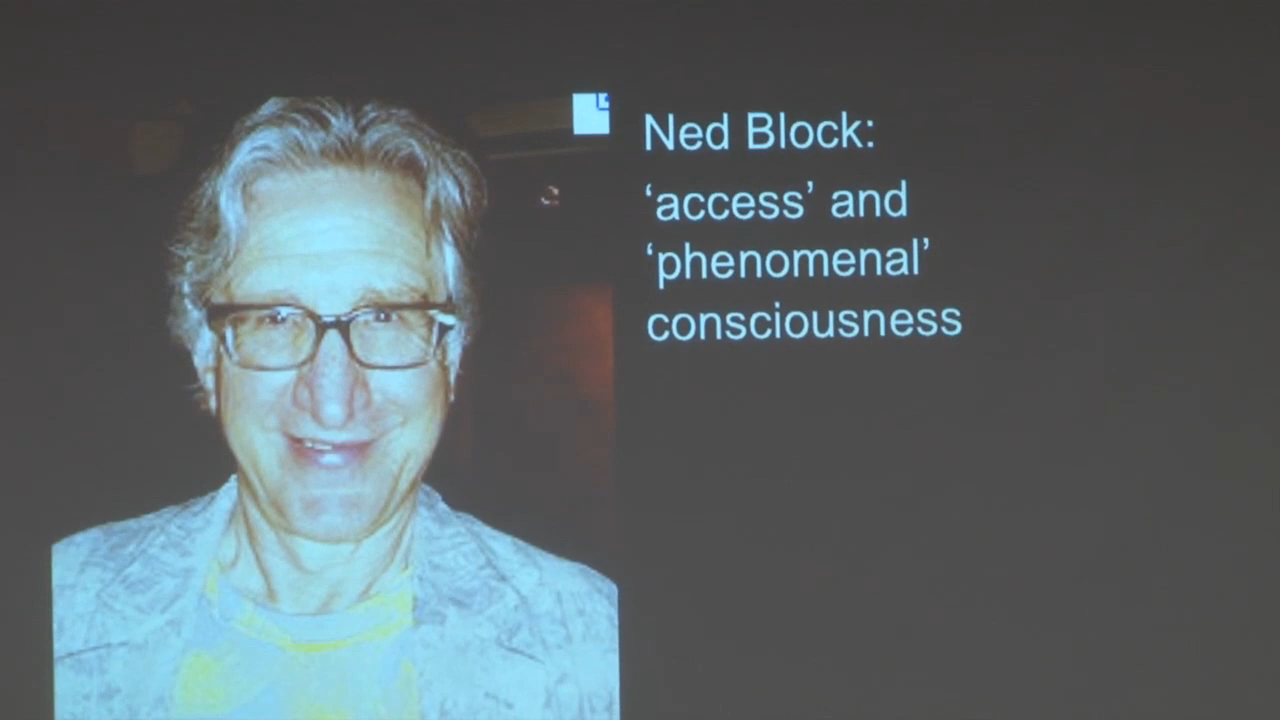 Ned Block:
‘access’ and
‘phenomenal’
consciousness